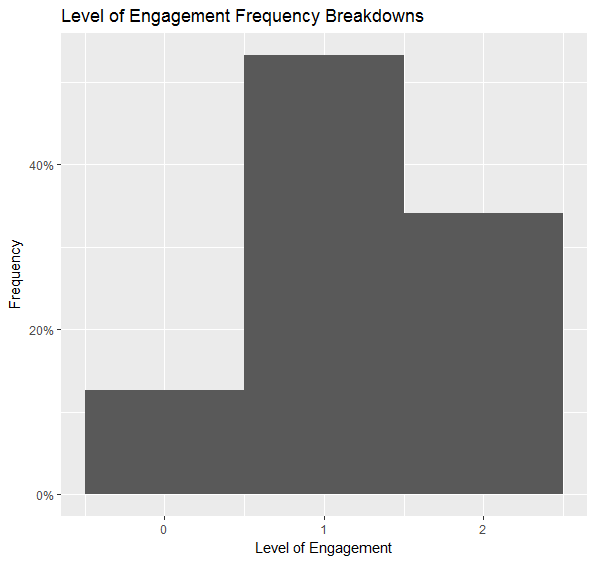 Level of Engagement Frequency Breakdowns
Frequency
40%
20%
0%
0 1 2
Level of Engagement